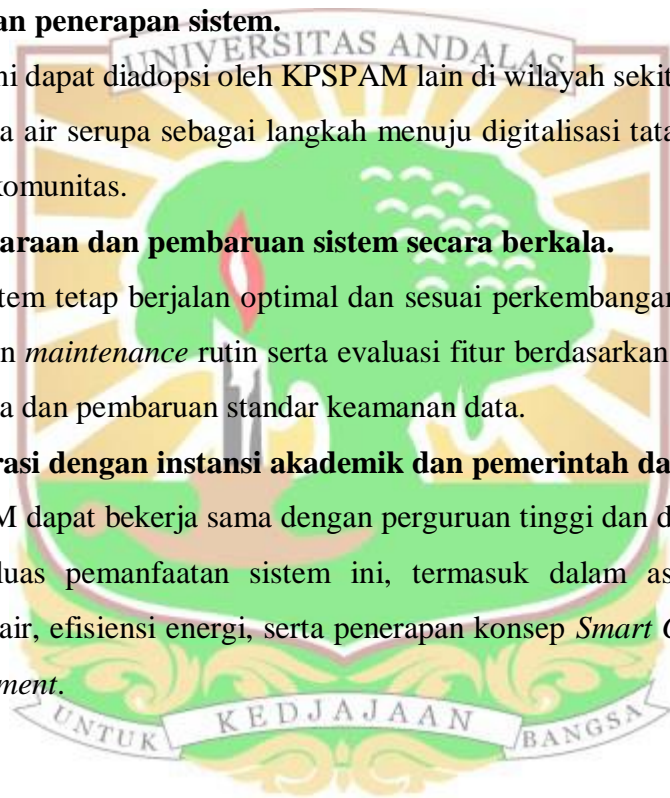 an penerapan sistem.
UNIVERSITAS ANDALAS
ni dapat diadopsi oleh KPSPAM lain di wilayah sekit
a air serupa sebagai langkah menuju digitalisasi tata
komunitas.
araan dan pembaruan sistem secara berkala.
tem tetap berjalan optimal dan sesuai perkembangan
n maintenance rutin serta evaluasi fitur berdasarkan
a dan pembaruan standar keamanan data.
rasi dengan instansi akademik dan pemerintah da
M dapat bekerja sama dengan perguruan tinggi dan d
luas pemanfaatan sistem ini, termasuk dalam as
air, efisiensi energi, serta penerapan konsep Smart
ment.
UNTUK KEDJAJAAN BANGSA